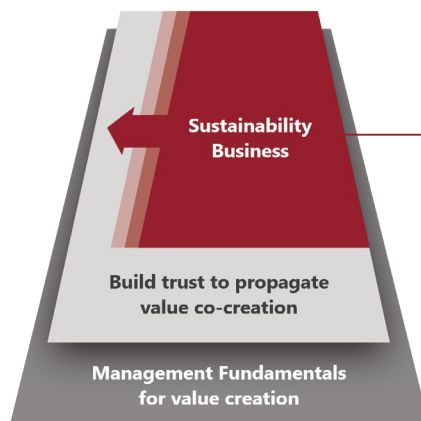 Sustainability
Business
Build trust to propagate
value co-creation
Management Fundamentals
for value creation